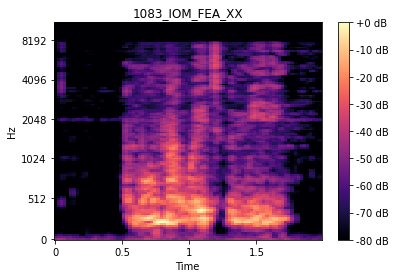 1083_IOM_FEA_XX
8192
4096
2048
1024
512
0
Hz
0
0.5
1
1.5
Time
+0 dB
-10 dB
-20 dB
-30 dB
-40 dB
-50 dB
-60 dB
-70 dB
-80 dB